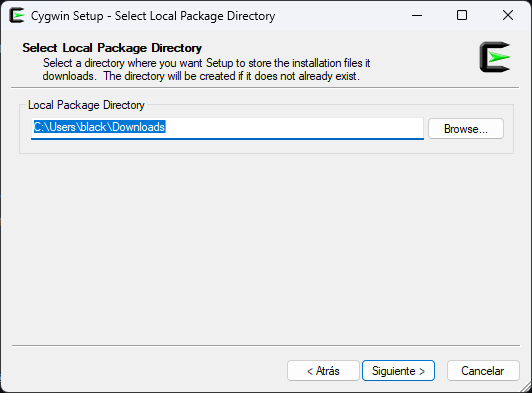 Cygwin Setup - Select Local Package Directory
Select Local Package Directory
Select a directory where you want Setup to store the installation files it
downloads. The directory will be created if it does not already exist.
Local Package Directory
C:\Users\black\Downloads
Browse...
< Atrás
Siguiente >
Cancelar